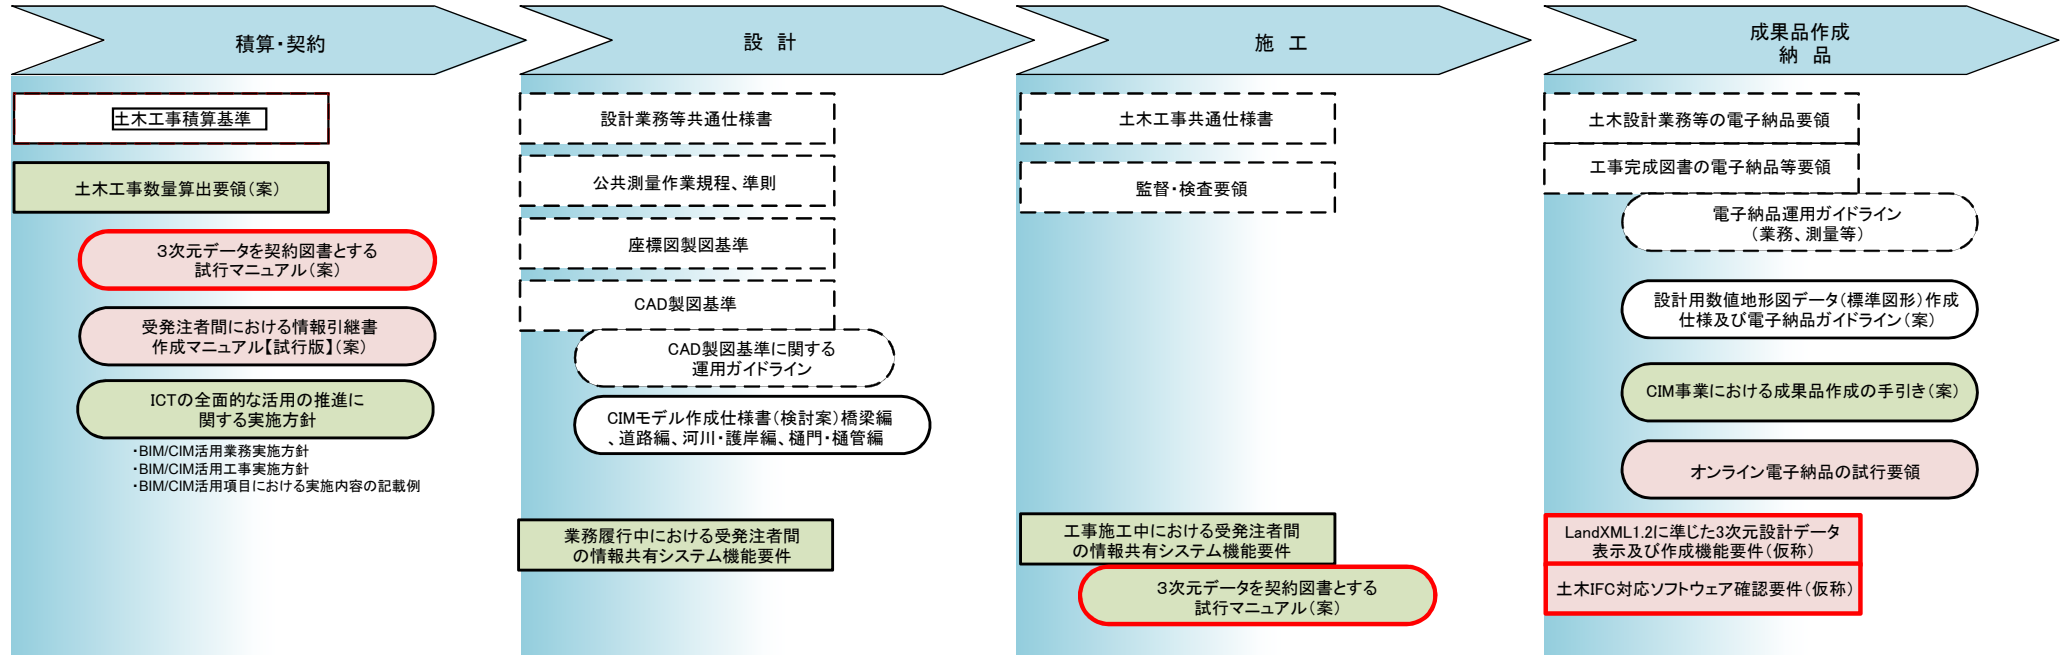 積算・契約
土木工事積算基準
土木工事数量算出要領(案)
3次元データを契約図書とする
試行マニュアル(案)
受発注者間における情報引継書
作成マニュアル【試行版】(案)
ICTの全面的な活用の推進に
関する実施方針
・BIM/CIM活用業務実施方針
・BIM/CIM活用工事実施方針
・BIM/CIM活用項目における実施内容の記載例
設 計
設計業務等共通仕様書
公共測量作業規程、準則
座標図製図基準
CAD製図基準
CAD製図基準に関する
運用ガイドライン
CIMモデル作成仕様書(検討案)橋梁編
、道路編、河川・護岸編、樋門・樋管編
業務履行中における受発注者間
の情報共有システム機能要件
施 工
土木工事共通仕様書
監督・検査要領
工事施工中における受発注者間
の情報共有システム機能要件
3次元データを契約図書とする
試行マニュアル(案)
成果品作成
納 品
土木設計業務等の電子納品要領
工事完成図書の電子納品等要領
電子納品運用ガイドライン
(業務、測量等)
設計用数値地形図データ(標準図形)作成
仕様及び電子納品ガイドライン(案)
CIM事業における成果品作成の手引き(案)
オンライン電子納品の試行要領
LandXML1.2に準じた3次元設計データ
表示及び作成機能要件(仮称)
土木IFC対応ソフトウェア確認要件(仮称)